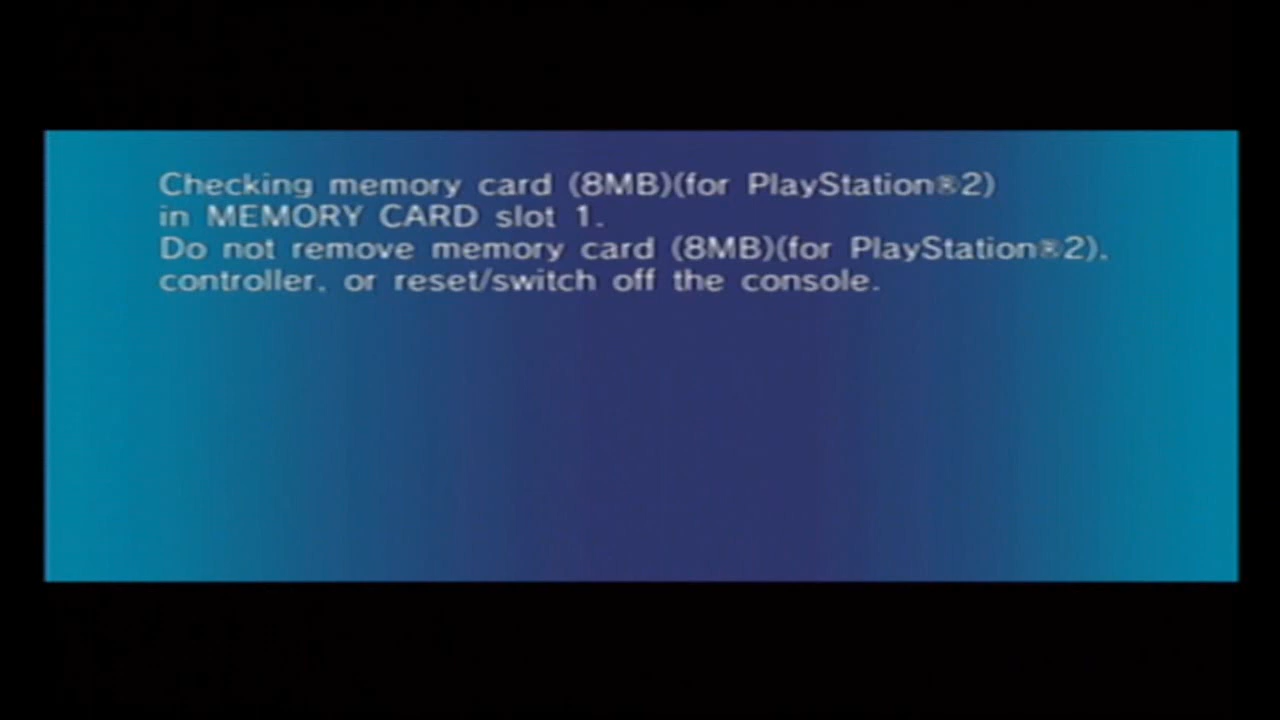 Checking memory card (8MB)(for PlayStation®2)
in MEMORY CARD slot 1.
Do not remove memory card (8MB)(for PlayStation®2),
controller, or reset/switch off the console.